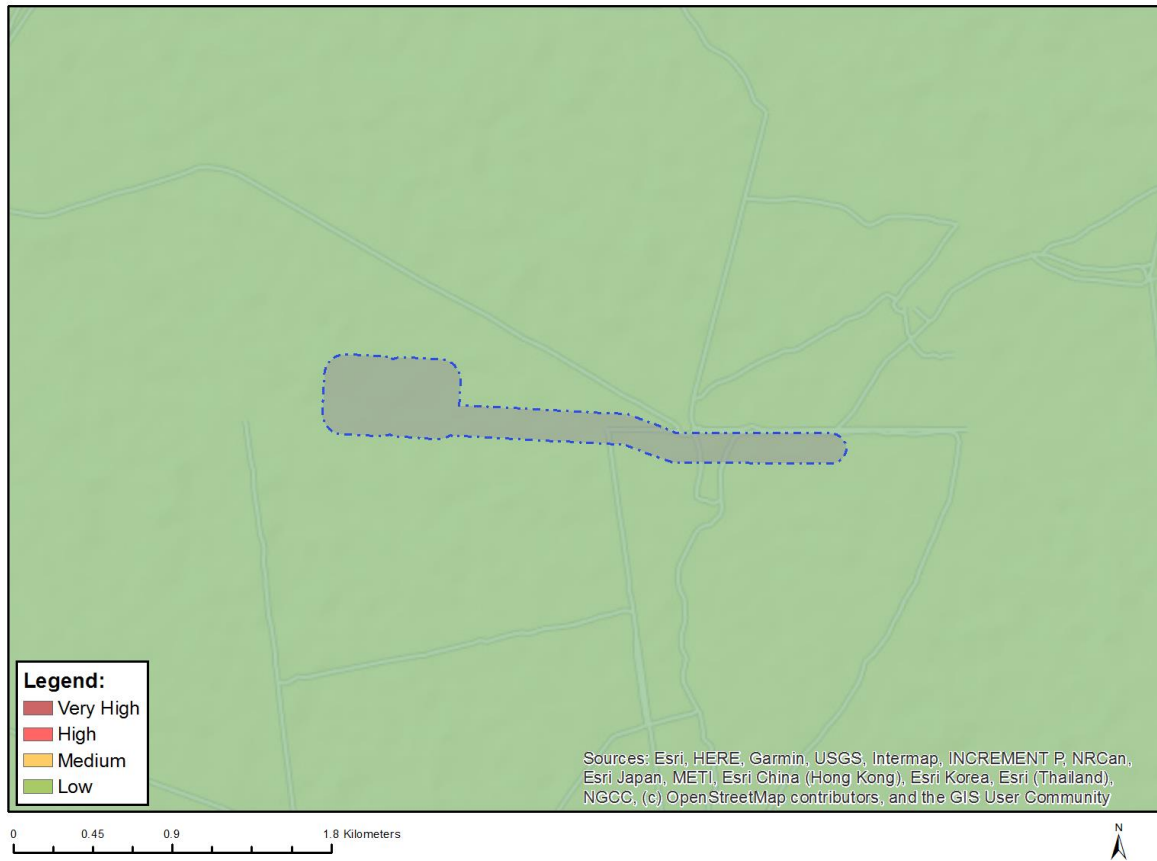 Legend:
Very High
High
Medium
Low
Sources: Esri, HERE, Garmin, USGS, Intermap, INCREMENT P, NRCan,
Esri Japan, METI, Esri China (Hong Kong), Esri Korea, Esri (Thailand),
NGCC, (c) OpenStreetMap contributors, and the GIS User Community
0 0.45 0.9 1.8 Kilometers
N